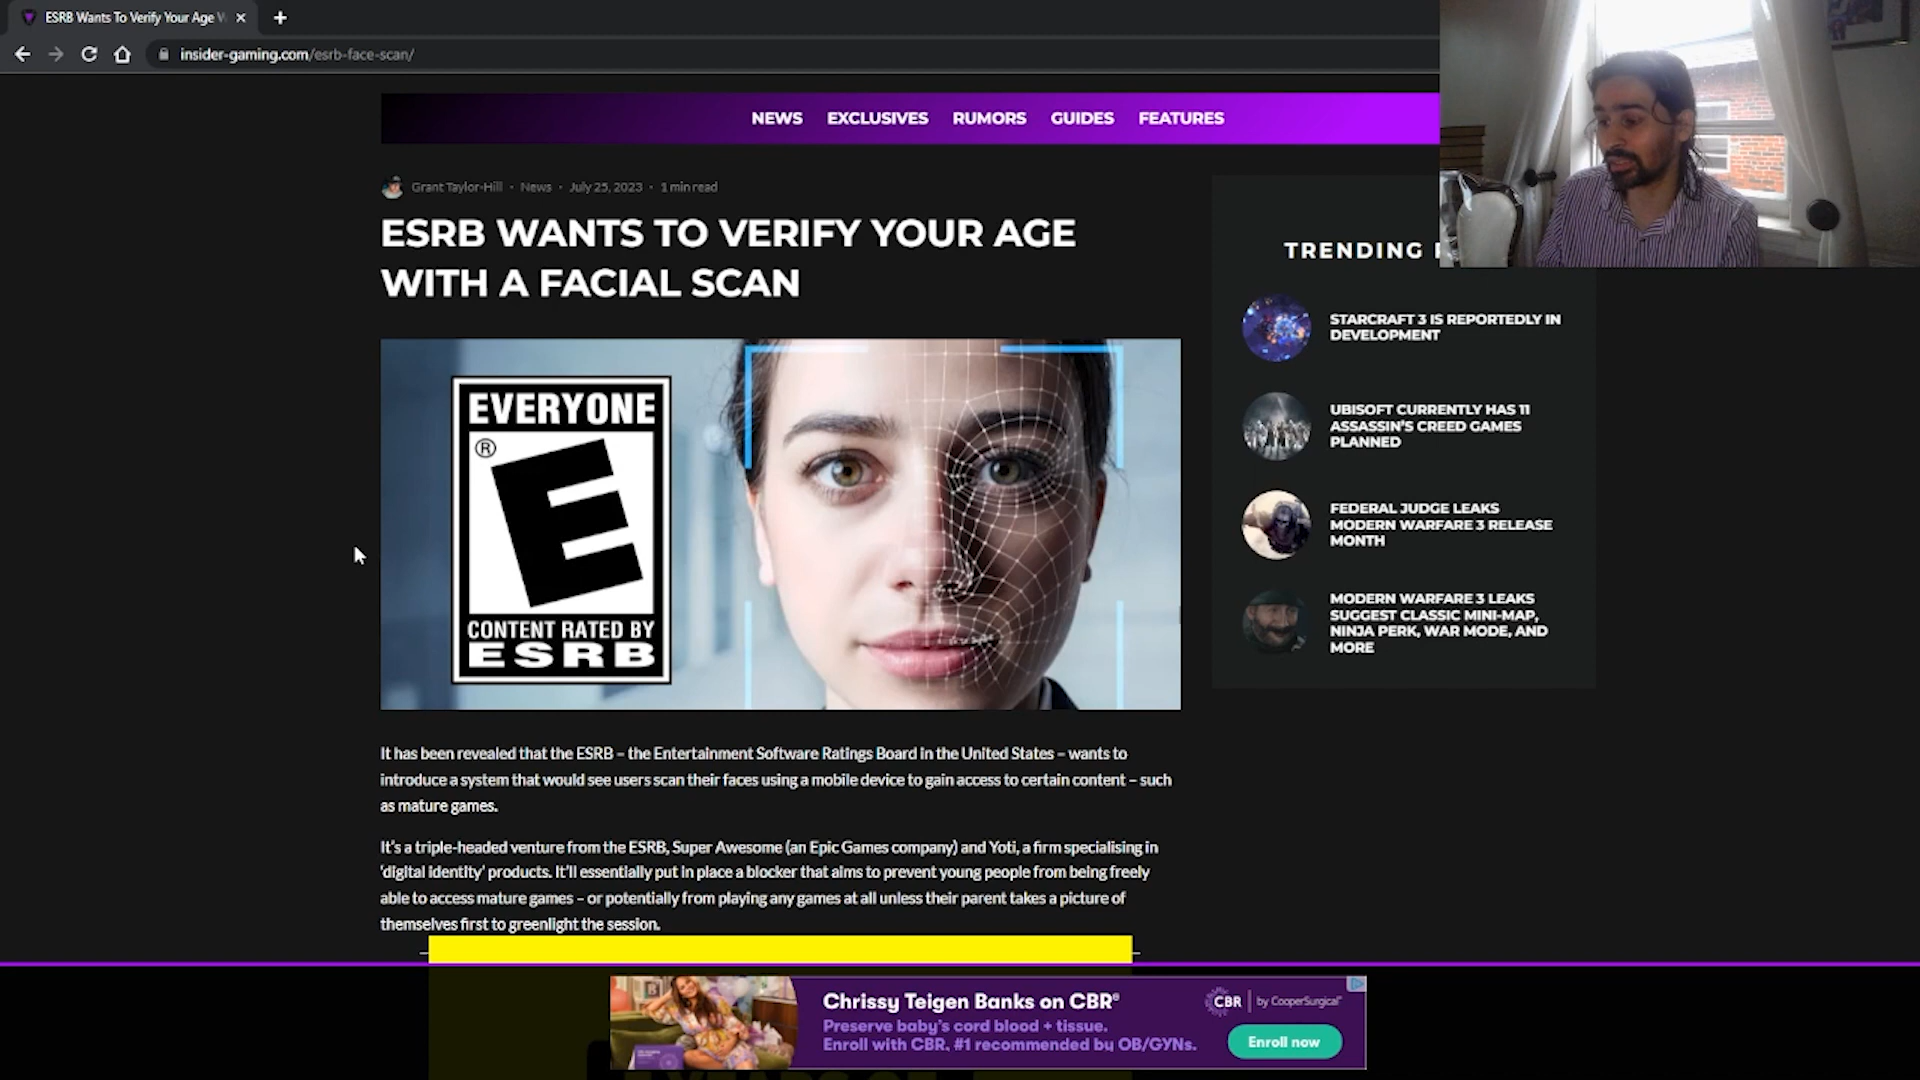 ESRB Wants To Verify Your Age
insider-gaming.com/esrb-face-scan/
NEWS EXCLUSIVES RUMORS GUIDES FEATURES
Grant Taylor-Hill · News · July 25, 2023 · 1 min read
ESRB WANTS TO VERIFY YOUR AGE
WITH A FACIAL SCAN
EVERYONE
®
E
CONTENT RATED BY
ESRB
It has been revealed that the ESRB – the Entertainment Software Ratings Board in the United States – wants to
introduce a system that would see users scan their faces using a mobile device to gain access to certain content – such
as mature games.
It's a triple-headed venture from the ESRB, Super Awesome (an Epic Games company) and Yoti, a firm specialising in
'digital identity' products. It'll essentially put in place a blocker that aims to prevent young people from being freely
able to access mature games – or potentially from playing any games at all unless their parent takes a picture of
themselves first to greenlight the session.
TRENDING
STARCRAFT 3 IS REPORTEDLY IN
DEVELOPMENT
UBISOFT CURRENTLY HAS 11
ASSASSIN'S CREED GAMES
PLANNED
FEDERAL JUDGE LEAKS
MODERN WARFARE 3 RELEASE
MONTH
MODERN WARFARE 3 LEAKS
SUGGEST CLASSIC MINI-MAP,
NINJA PERK, WAR MODE, AND
MORE
Chrissy Teigen Banks on CBR®
Preserve baby's cord blood + tissue.
Enroll with CBR, #1 recommended by OB/GYNs.
CBR | by CooperSurgical®
Enroll now